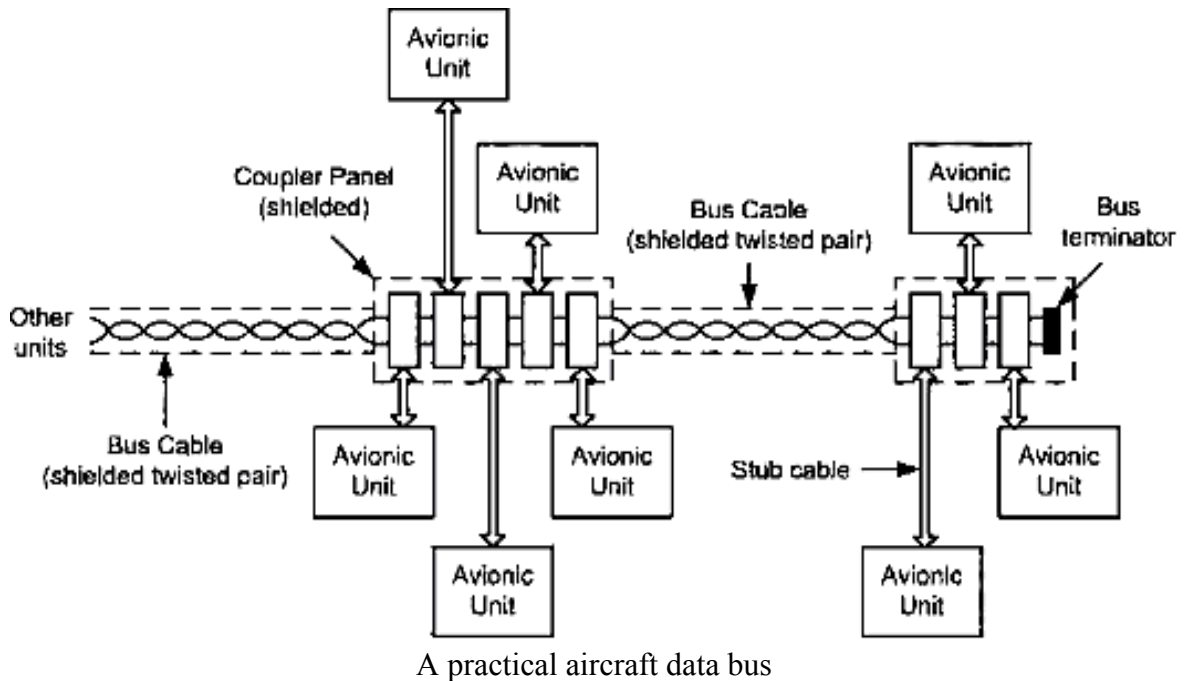 Avionic
Unit
Coupler Panel
(shielded)
Avionic
Unit
Bus Cable
(shielded twisted pair)
Avionic
Unit
Bus
terminator
Other
units
Bus Cable
(shielded twisted pair)
Avionic
Unit
Avionic
Unit
Stub cable
Avionic
Unit
Avionic
Unit
Avionic
Unit
A practical aircraft data bus